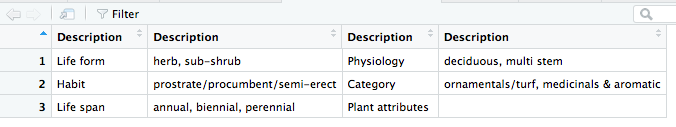 Filter
Description Description Description Description
1 Life form herb, sub-shrub Physiology deciduous, multi stem
2 Habit prostrate/procumbent/semi-erect Category ornamentals/turf, medicinals & aromatic
3 Life span annual, biennial, perennial Plant attributes